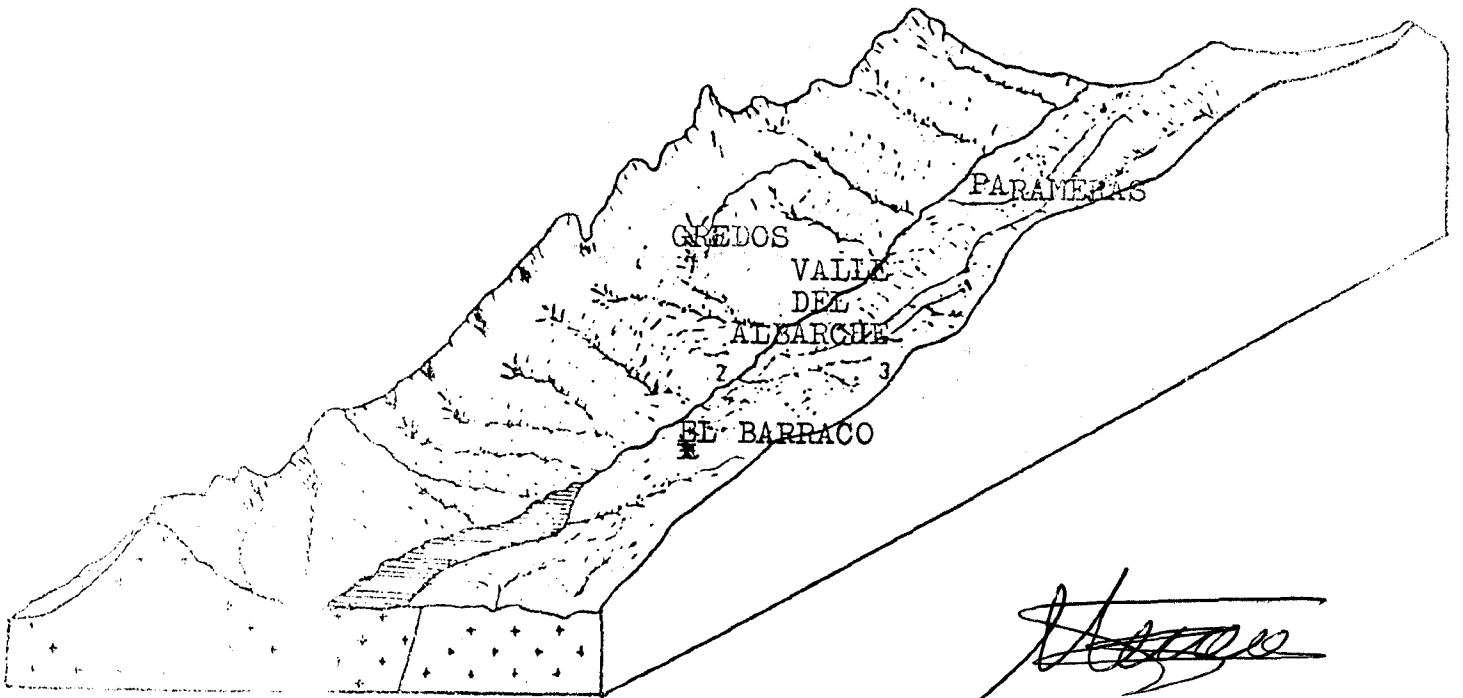 PARAMERAS
GREDOS
VALLE
DEL
ALBARCHE
2 3
EL BARRACO